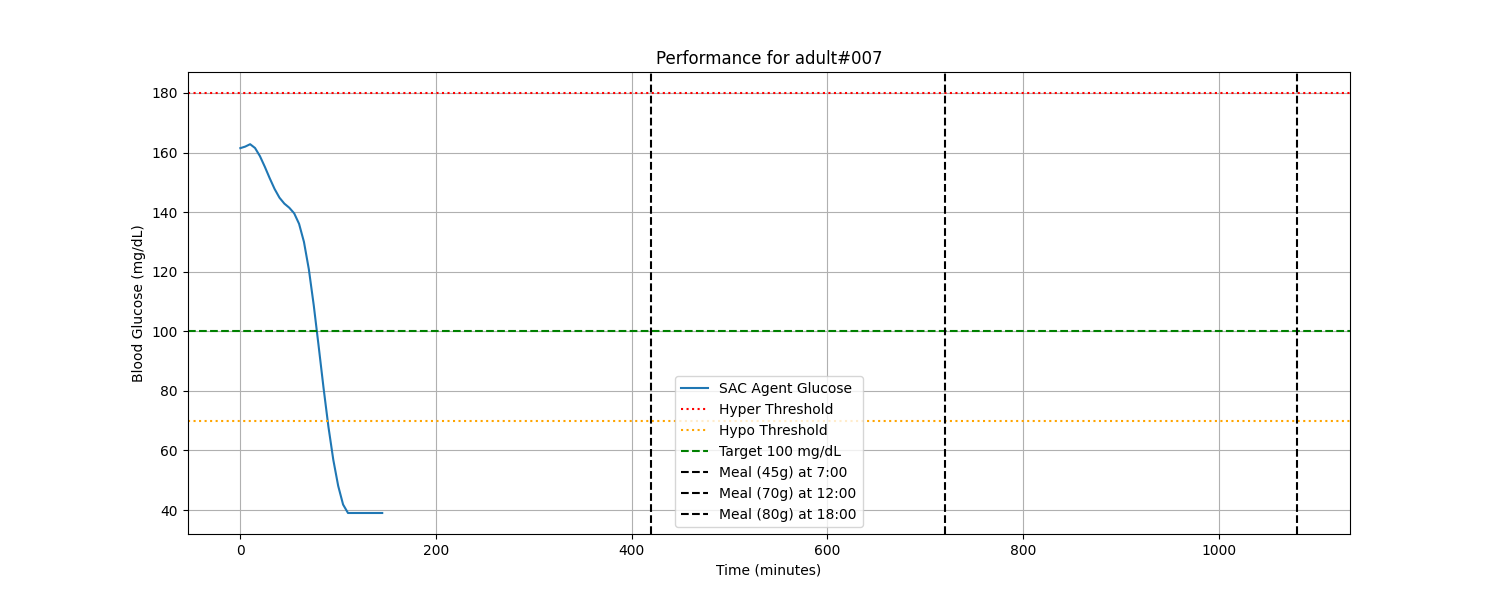 Performance for adult#007
Blood Glucose (mg/dL)
180
160
140
120
100
80
60
40
SAC Agent Glucose
Hyper Threshold
Hypo Threshold
Target 100 mg/dL
Meal (45g) at 7:00
Meal (70g) at 12:00
Meal (80g) at 18:00
0 200 400 600 800 1000
Time (minutes)